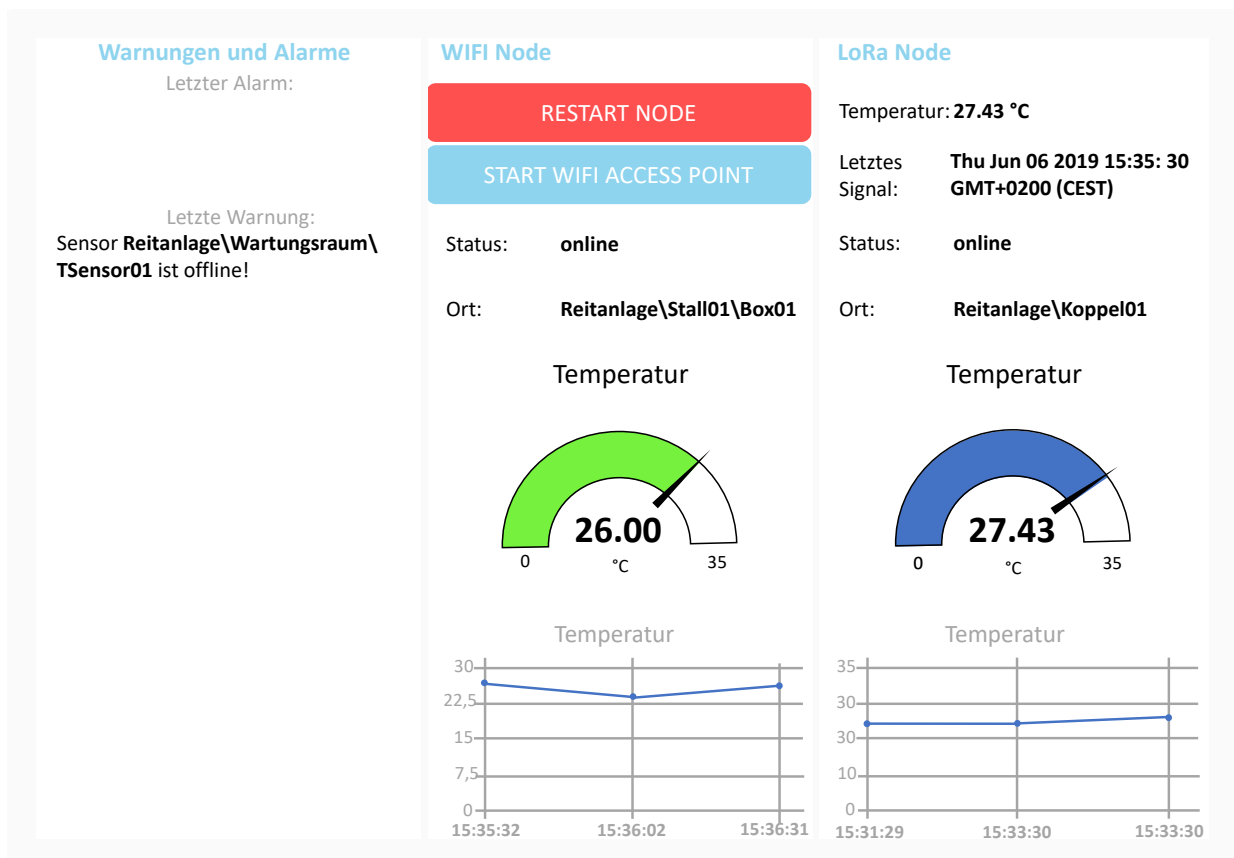 Warnungen und Alarme
Letzter Alarm:
Letzte Warnung:
Sensor Reitanlage\Wartungsraum\
TSensor01 ist offline!
WIFI Node
RESTART NODE
START WIFI ACCESS POINT
Status: online
Ort: Reitanlage\Stall01\Box01
Temperatur
26.00
0 °C 35
Temperatur
30
22,5
15
7,5
0
15:35:32 15:36:02 15:36:31
LoRa Node
Temperatur: 27.43 °C
Letztes Thu Jun 06 2019 15:35: 30
Signal: GMT+0200 (CEST)
Status: online
Ort: Reitanlage\Koppel01
Temperatur
27.43
0 °C 35
Temperatur
35
30
30
10
0
15:31:29 15:33:30 15:33:30